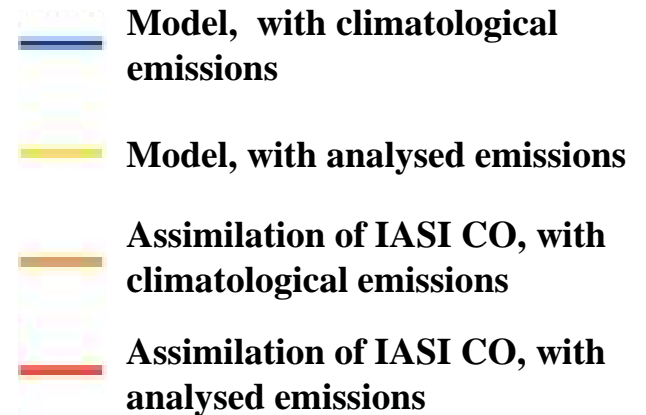 Model,  with climatological
emissions
Model, with analysed emissions
Assimilation of IASI CO, with
climatological emissions
Assimilation of IASI CO, with
analysed emissions